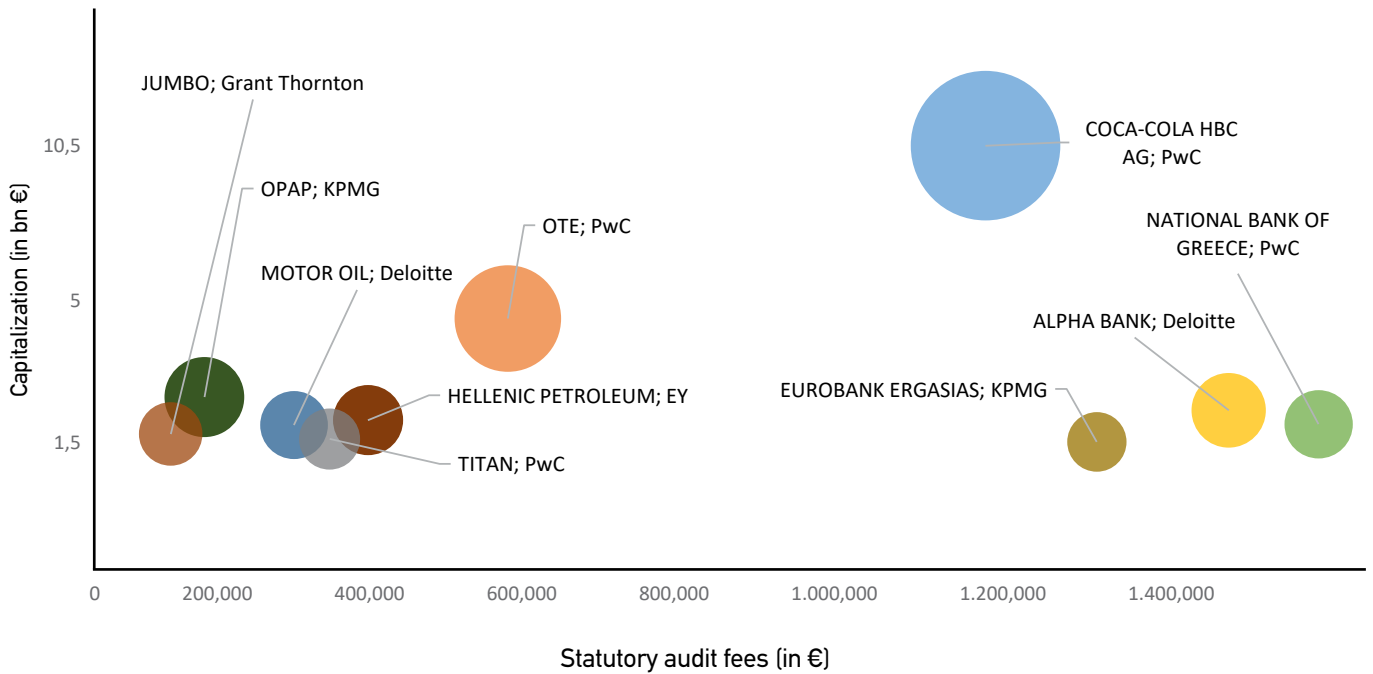 JUMBO; Grant Thornton
10,5
COCA-COLA HBC
AG; PwC
OPAP; KPMG
OTE; PwC
NATIONAL BANK OF
GREECE; PwC
MOTOR OIL; Deloitte
5
ALPHA BANK; Deloitte
Capitalization (in bn €)
HELLENIC PETROLEUM; EY
EUROBANK ERGASIAS; KPMG
1,5
TITAN; PwC
0 200,000 400,000 600,000 800,000 1.000,000 1.200,000 1.400,000
Statutory audit fees (in €)